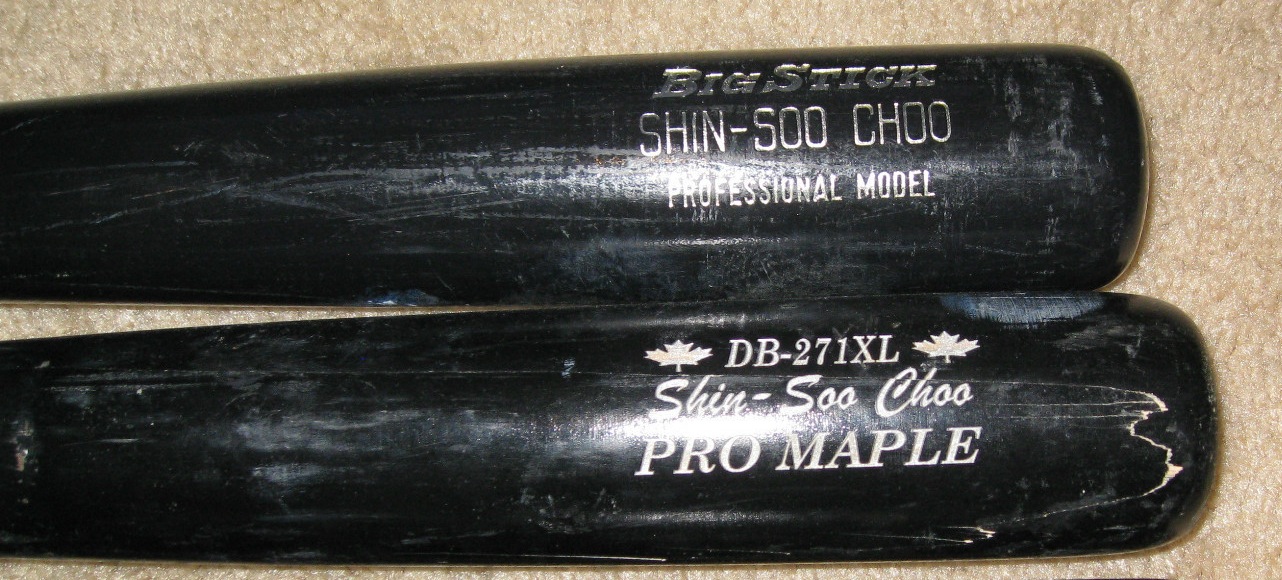 BIG STICK
SHIN-SOO CHOO
PROFESSIONAL MODEL
DB-271XL
Shin-Soo Choo
PRO MAPLE